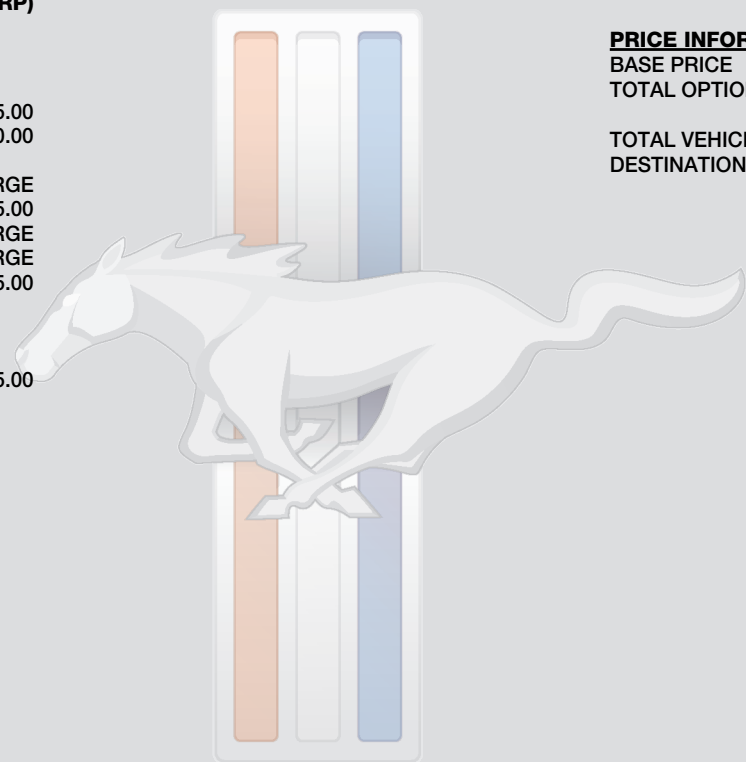 RP)
5.00
0.00
RGE
5.00
RGE
RGE
5.00
5.00
PRICE INFOR
BASE PRICE
TOTAL OPTIO
TOTAL VEHICL
DESTINATION